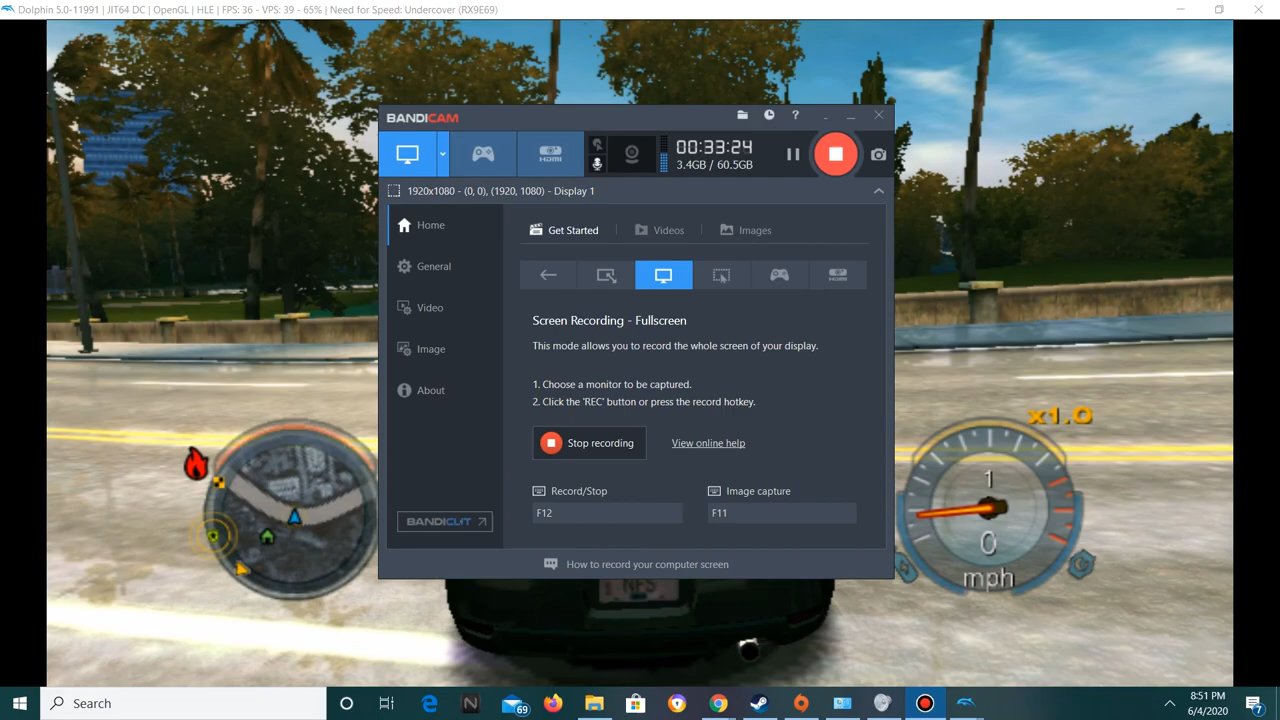 Dolphin 5.0-11991 | JIT64 DC | OpenGL | HLE | FPS: 36 - VPS: 39 - 65% | Need for Speed: Undercover (RX9E69)
BANDICAM
?
HDMI
00:33:24
3.4GB / 60.5GB
1920x1080 - (0, 0), (1920, 1080) - Display 1
Home
General
Video
Image
About
BANDICUT
Get Started
Videos
Images
HDMI
Screen Recording - Fullscreen
This mode allows you to record the whole screen of your display.
1. Choose a monitor to be captured.
2. Click the 'REC' button or press the record hotkey.
Stop recording
View online help
Record/Stop
Image capture
F12
F11
How to record your computer screen
x1.0
1
0
mph
NFS
Search
69
8:51 PM
6/4/2020
7